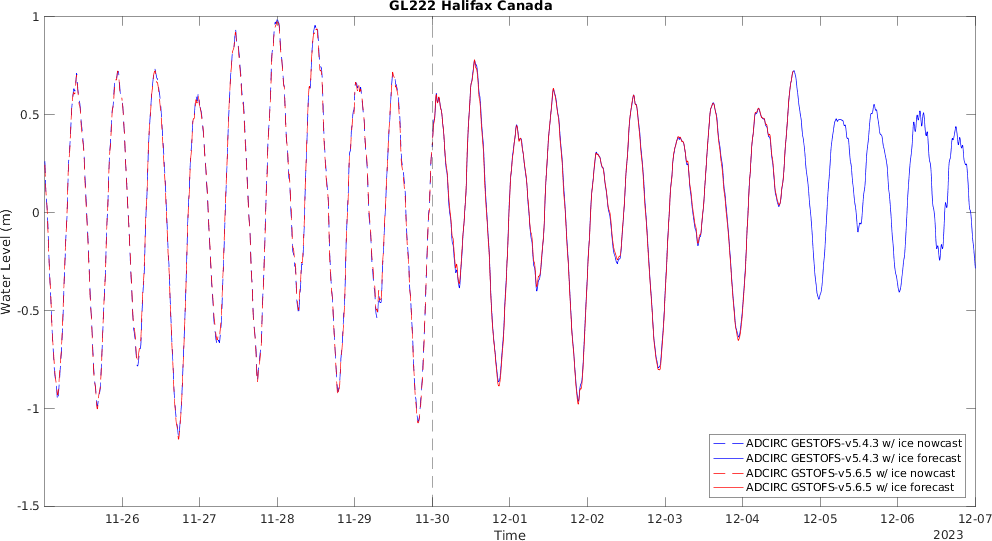 GL222 Halifax Canada
1
0.5
0
-0.5
-1
-1.5
Water Level (m)
ADCIRC GESTOFS-v5.4.3 w/ ice nowcast
ADCIRC GESTOFS-v5.4.3 w/ ice forecast
ADCIRC GSTOFS-v5.6.5 w/ ice nowcast
ADCIRC GSTOFS-v5.6.5 w/ ice forecast
11-26 11-27 11-28 11-29 11-30 12-01 12-02 12-03 12-04 12-05 12-06 12-07
Time
2023